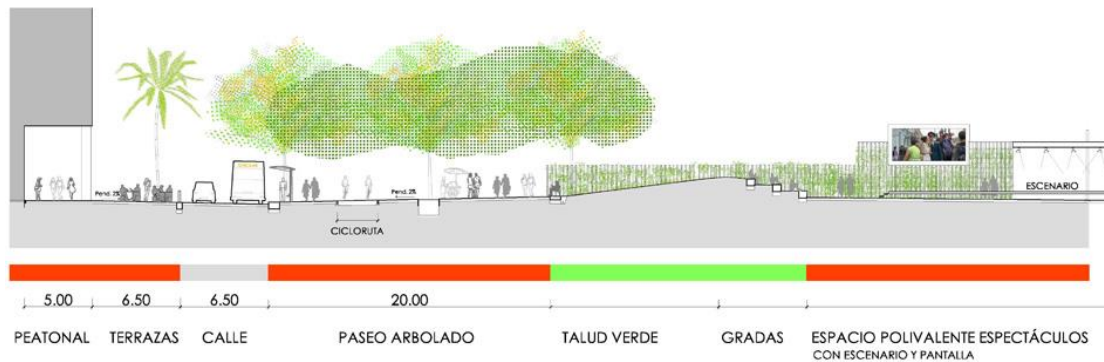 Pend. 2%
Pend. 2%
CICLORUTA
ESCENARIO
5.00 6.50 6.50 20.00
PEATONAL TERRAZAS CALLE PASEO ARBOLADO TALUD VERDE GRADAS ESPACIO POLIVALENTE ESPECTÁCULOS
CON ESCENARIO Y PANTALLA